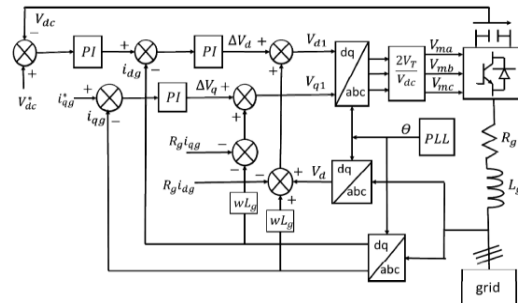 V_dc
PI
i_dg
PI
ΔV_d
V_d1
dq
abc
2V_T
V_dc
V_ma
V_mb
V_mc
V*_dc
i*_qg
i_qg
PI
ΔV_q
V_q1
R_g
R_g i_qg
θ
PLL
R_g i_dg
V_d
dq
abc
L_g
wL_g
wL_g
dq
abc
grid